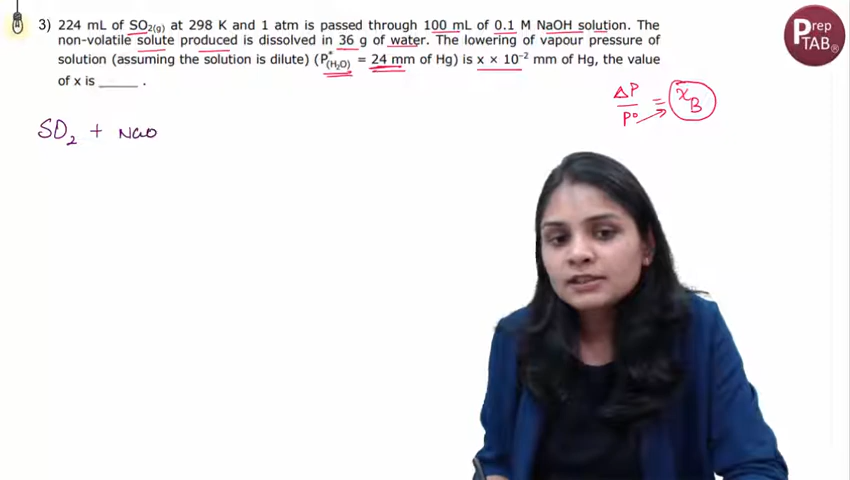 3) 224 mL of SO2(g) at 298 K and 1 atm is passed through 100 mL of 0.1 M NaOH solution. The
non-volatile solute produced is dissolved in 36 g of water. The lowering of vapour pressure of
solution (assuming the solution is dilute) (P*(H2O) = 24 mm of Hg) is x × 10⁻² mm of Hg, the value
of x is _____ .
ΔP/P° = xB
SO2 + NaO
Prep
TAB®